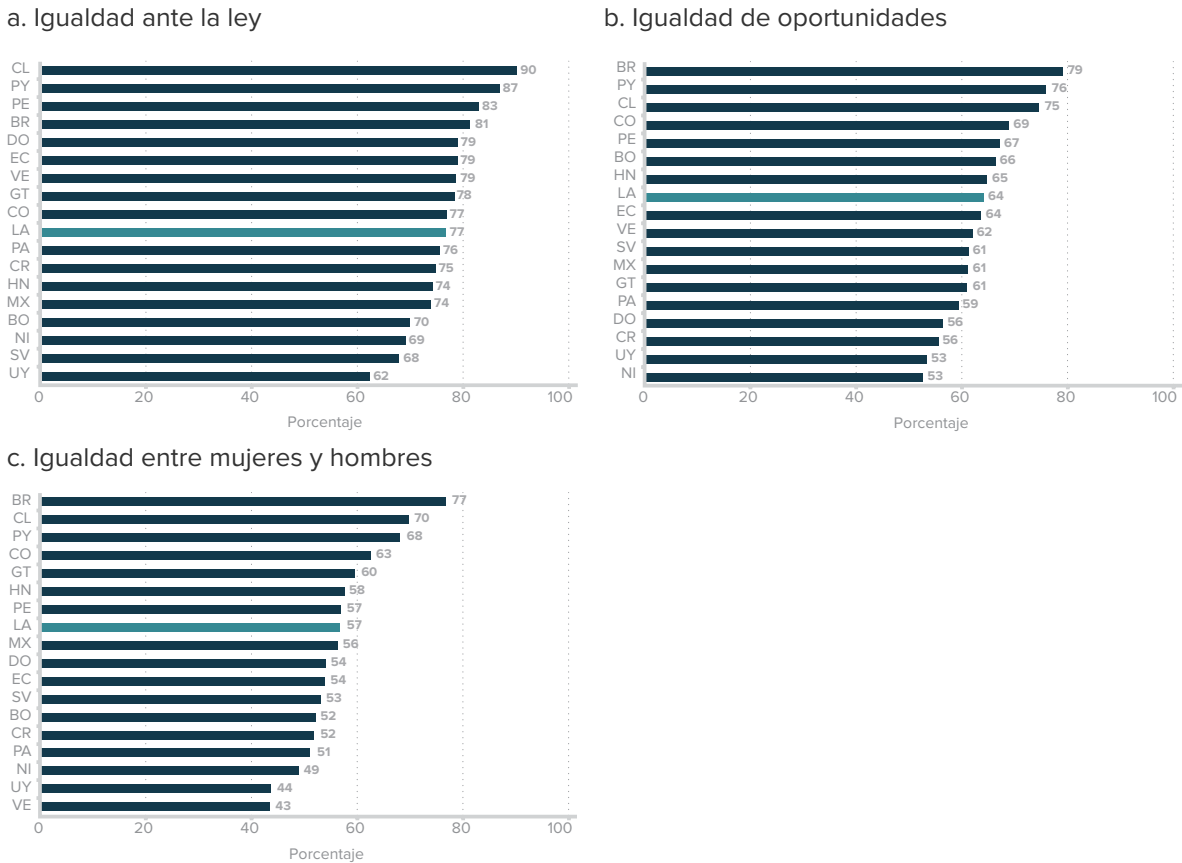 a. Igualdad ante la ley
CL 90
PY 87
PE 83
BR 81
DO 79
EC 79
VE 79
GT 78
CO 77
LA 77
PA 76
CR 75
HN 74
MX 74
BO 70
NI 69
SV 68
UY 62
0 20 40 60 80 100
Porcentaje
b. Igualdad de oportunidades
BR 79
PY 76
CL 75
CO 69
PE 67
BO 66
HN 65
LA 64
EC 64
VE 62
SV 61
MX 61
GT 61
PA 59
DO 56
CR 56
UY 53
NI 53
0 20 40 60 80 100
Porcentaje
c. Igualdad entre mujeres y hombres
BR 77
CL 70
PY 68
CO 63
GT 60
HN 58
PE 57
LA 57
MX 56
DO 54
EC 54
SV 53
BO 52
CR 52
PA 51
NI 49
UY 44
VE 43
0 20 40 60 80 100
Porcentaje